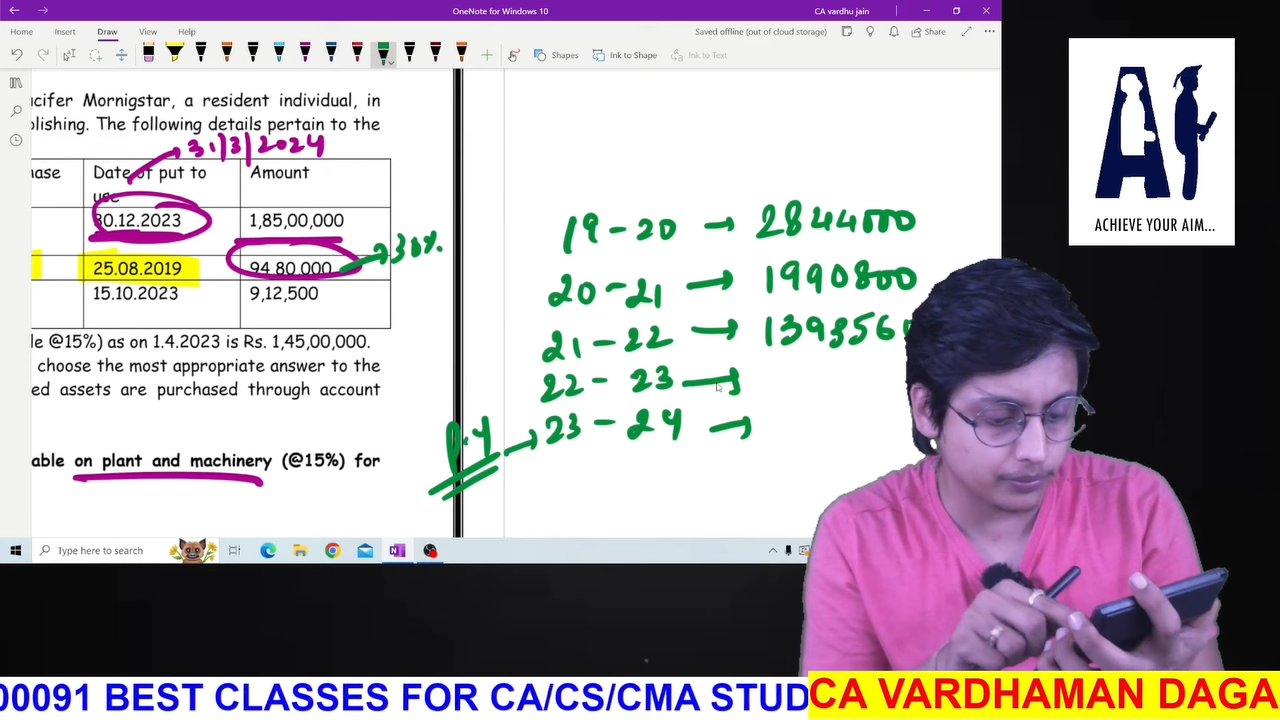 OneNote for Windows 10
CA vardhu jain
Home Insert Draw View Help
Saved offline (out of cloud storage)
Share
Shapes
Ink to Shape
Ink to Text
ucifer Mornigstar, a resident individual, in
olishing. The following details pertain to the
31/3/2024
hase Date of put to use Amount
30.12.2023 1,85,00,000
25.08.2019 94,80,000 30%
15.10.2023 9,12,500
le @15%) as on 1.4.2023 is Rs. 1,45,00,000.
choose the most appropriate answer to the
ed assets are purchased through account
able on plant and machinery (@15%) for
19-20 → 2844000
20-21 → 1990800
21-22 → 139356
22-23 →
P.Y → 23-24 →
Type here to search
AI
ACHIEVE YOUR AIM...
00091 BEST CLASSES FOR CA/CS/CMA STUD
CA VARDHAMAN DAGA